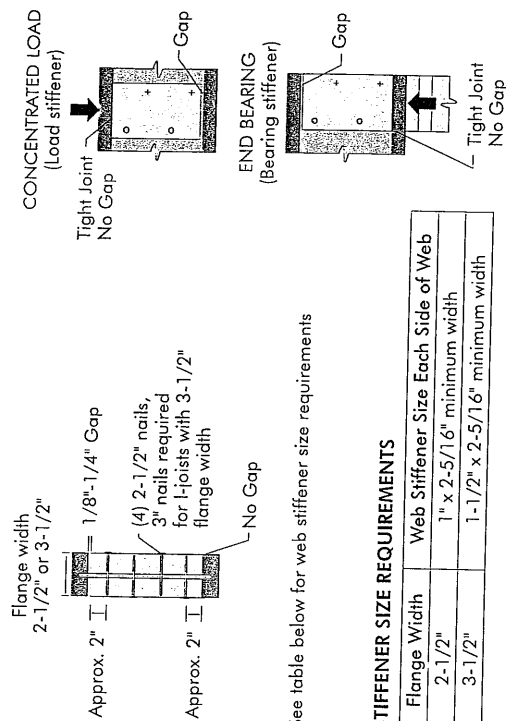 CONCENTRATED LOAD
(Load stiffener)
Tight Joint
No Gap
Gap
END BEARING
(Bearing stiffener)
Gap
Tight Joint
No Gap
Flange width
2-1/2" or 3-1/2"
1/8"-1/4" Gap
Approx. 2"
(4) 2-1/2" nails,
3" nails required
for I-joists with 3-1/2"
flange width
Approx. 2"
No Gap
ee table below for web stiffener size requirements
TIFFENER SIZE REQUIREMENTS
Flange Width Web Stiffener Size Each Side of Web
2-1/2" 1" x 2-5/16" minimum width
3-1/2" 1-1/2" x 2-5/16" minimum width